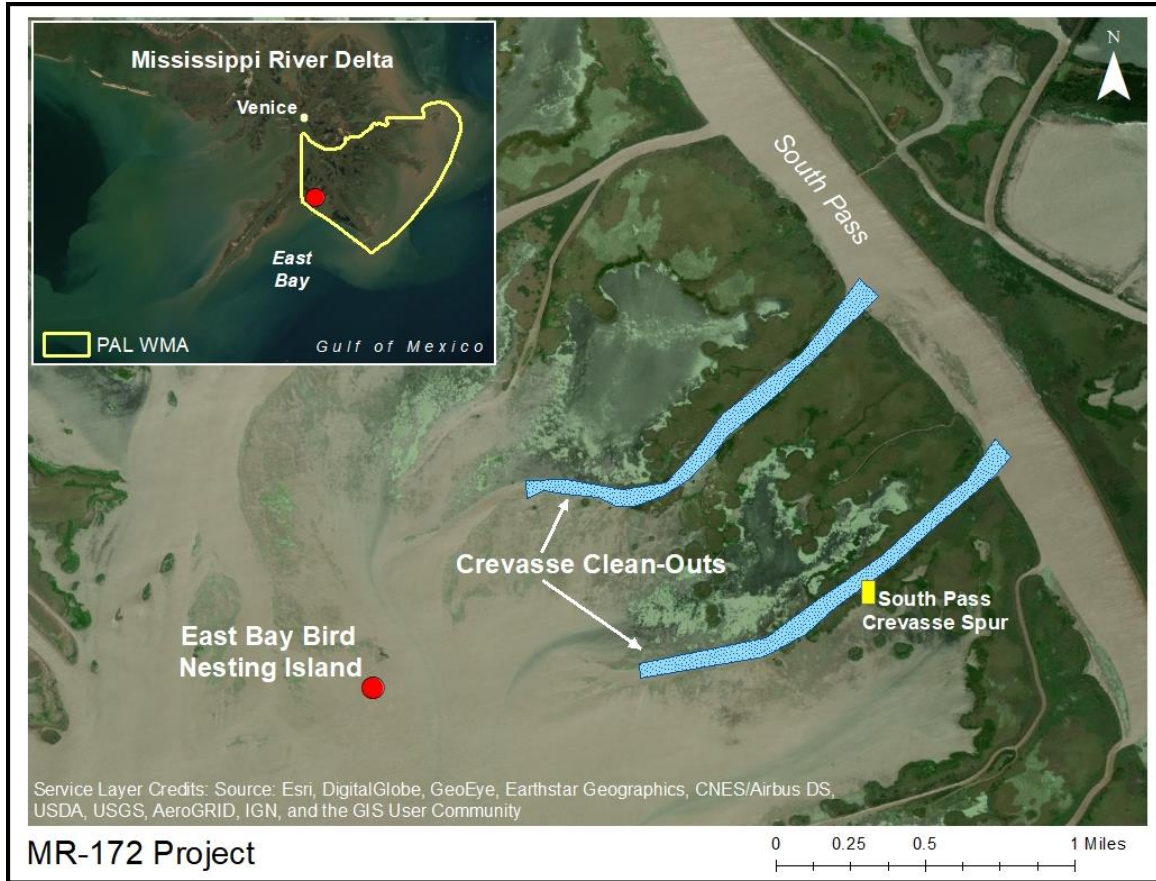 Mississippi River Delta
Venice
East
Bay
PAL WMA
Gulf of Mexico
N
South Pass
Crevasse Clean-Outs
South Pass
Crevasse Spur
East Bay Bird
Nesting Island
Service Layer Credits: Source: Esri, DigitalGlobe, GeoEye, Earthstar Geographics, CNES/Airbus DS,
USDA, USGS, AeroGRID, IGN, and the GIS User Community
MR-172 Project
0 0.25 0.5 1 Miles